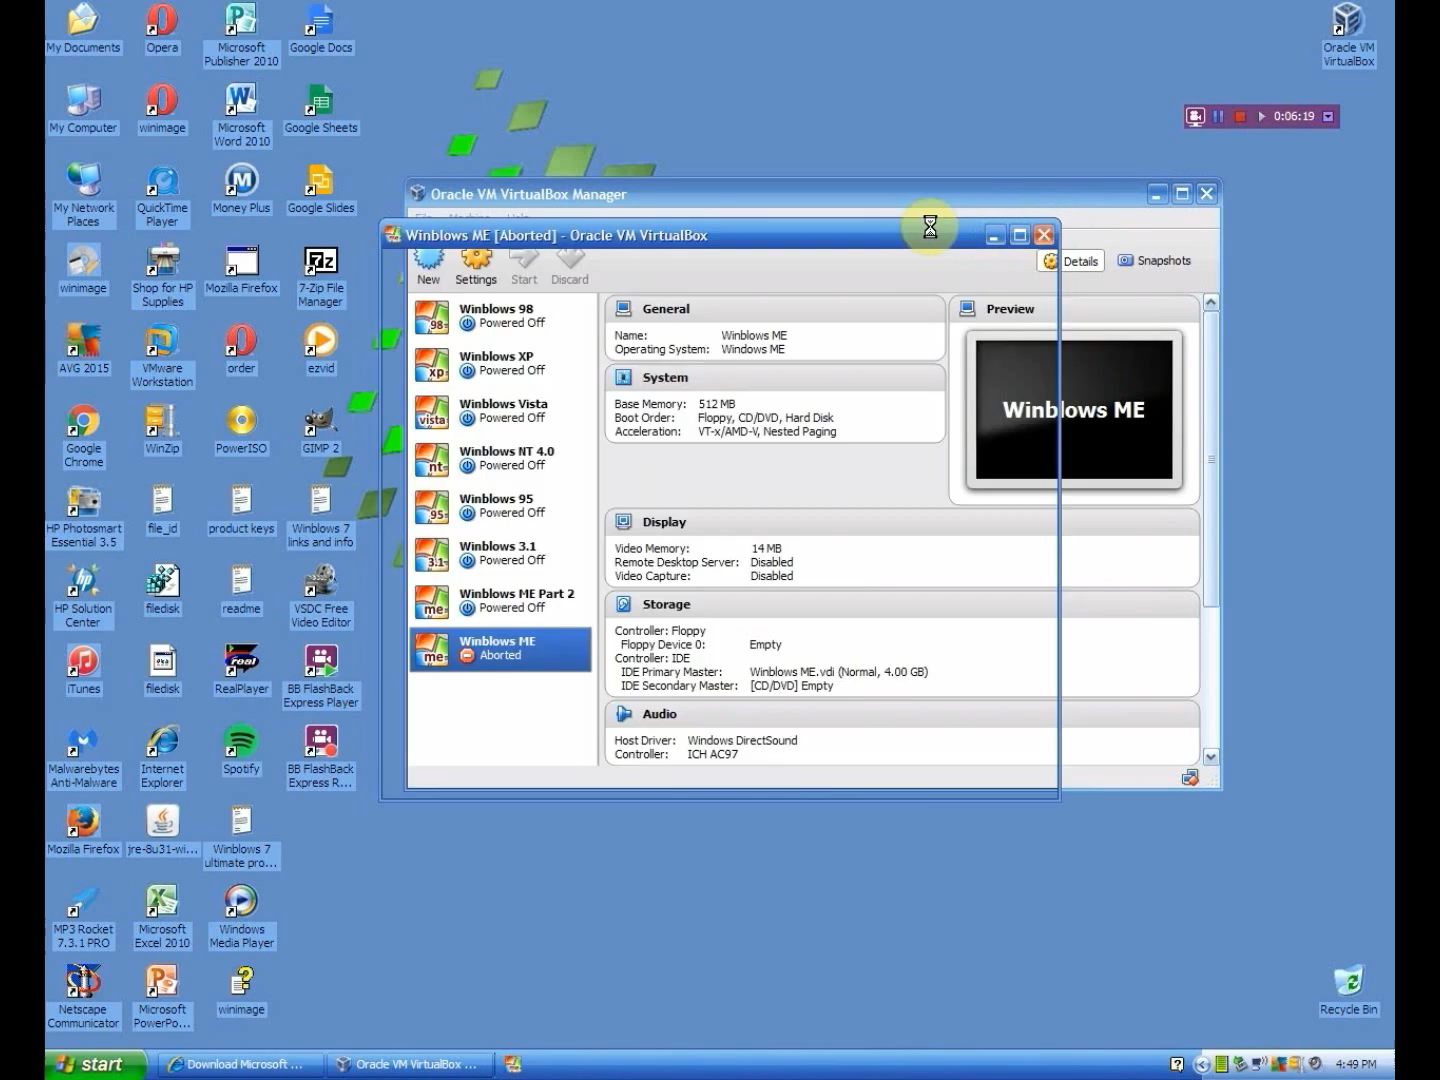 My Documents
Opera
Microsoft
Publisher 2010
Google Docs
Oracle VM
VirtualBox
My Computer
winimage
Microsoft
Word 2010
Google Sheets
0:06:19
My Network
Places
QuickTime
Player
Money Plus
Google Slides
Oracle VM VirtualBox Manager
Winblows ME [Aborted] - Oracle VM VirtualBox
winimage
Shop for HP
Supplies
Mozilla Firefox
7-Zip File
Manager
New
Settings
Start
Discard
Details
Snapshots
AVG 2015
VMware
Workstation
order
ezvid
Google
Chrome
WinZip
PowerISO
GIMP 2
HP Photosmart
Essential 3.5
file_id
product keys
Winblows 7
links and info
HP Solution
Center
filedisk
readme
VSDC Free
Video Editor
iTunes
filedisk
RealPlayer
BB FlashBack
Express Player
Malwarebytes
Anti-Malware
Internet
Explorer
Spotify
BB FlashBack
Express R...
Mozilla Firefox
jre-8u31-wi...
Winblows 7
ultimate pro...
MP3 Rocket
7.3.1 PRO
Microsoft
Excel 2010
Windows
Media Player
Netscape
Communicator
Microsoft
PowerPo...
winimage
Winblows 98
Powered Off
Winblows XP
Powered Off
Winblows Vista
Powered Off
Winblows NT 4.0
Powered Off
Winblows 95
Powered Off
Winblows 3.1
Powered Off
Winblows ME Part 2
Powered Off
Winblows ME
Aborted
General
Name: Winblows ME
Operating System: Windows ME
System
Base Memory: 512 MB
Boot Order: Floppy, CD/DVD, Hard Disk
Acceleration: VT-x/AMD-V, Nested Paging
Preview
Winblows ME
Display
Video Memory: 14 MB
Remote Desktop Server: Disabled
Video Capture: Disabled
Storage
Controller: Floppy
Floppy Device 0: Empty
Controller: IDE
IDE Primary Master: Winblows ME.vdi (Normal, 4.00 GB)
IDE Secondary Master: [CD/DVD] Empty
Audio
Host Driver: Windows DirectSound
Controller: ICH AC97
Recycle Bin
start
Download Microsoft ...
Oracle VM VirtualBox ...
4:49 PM